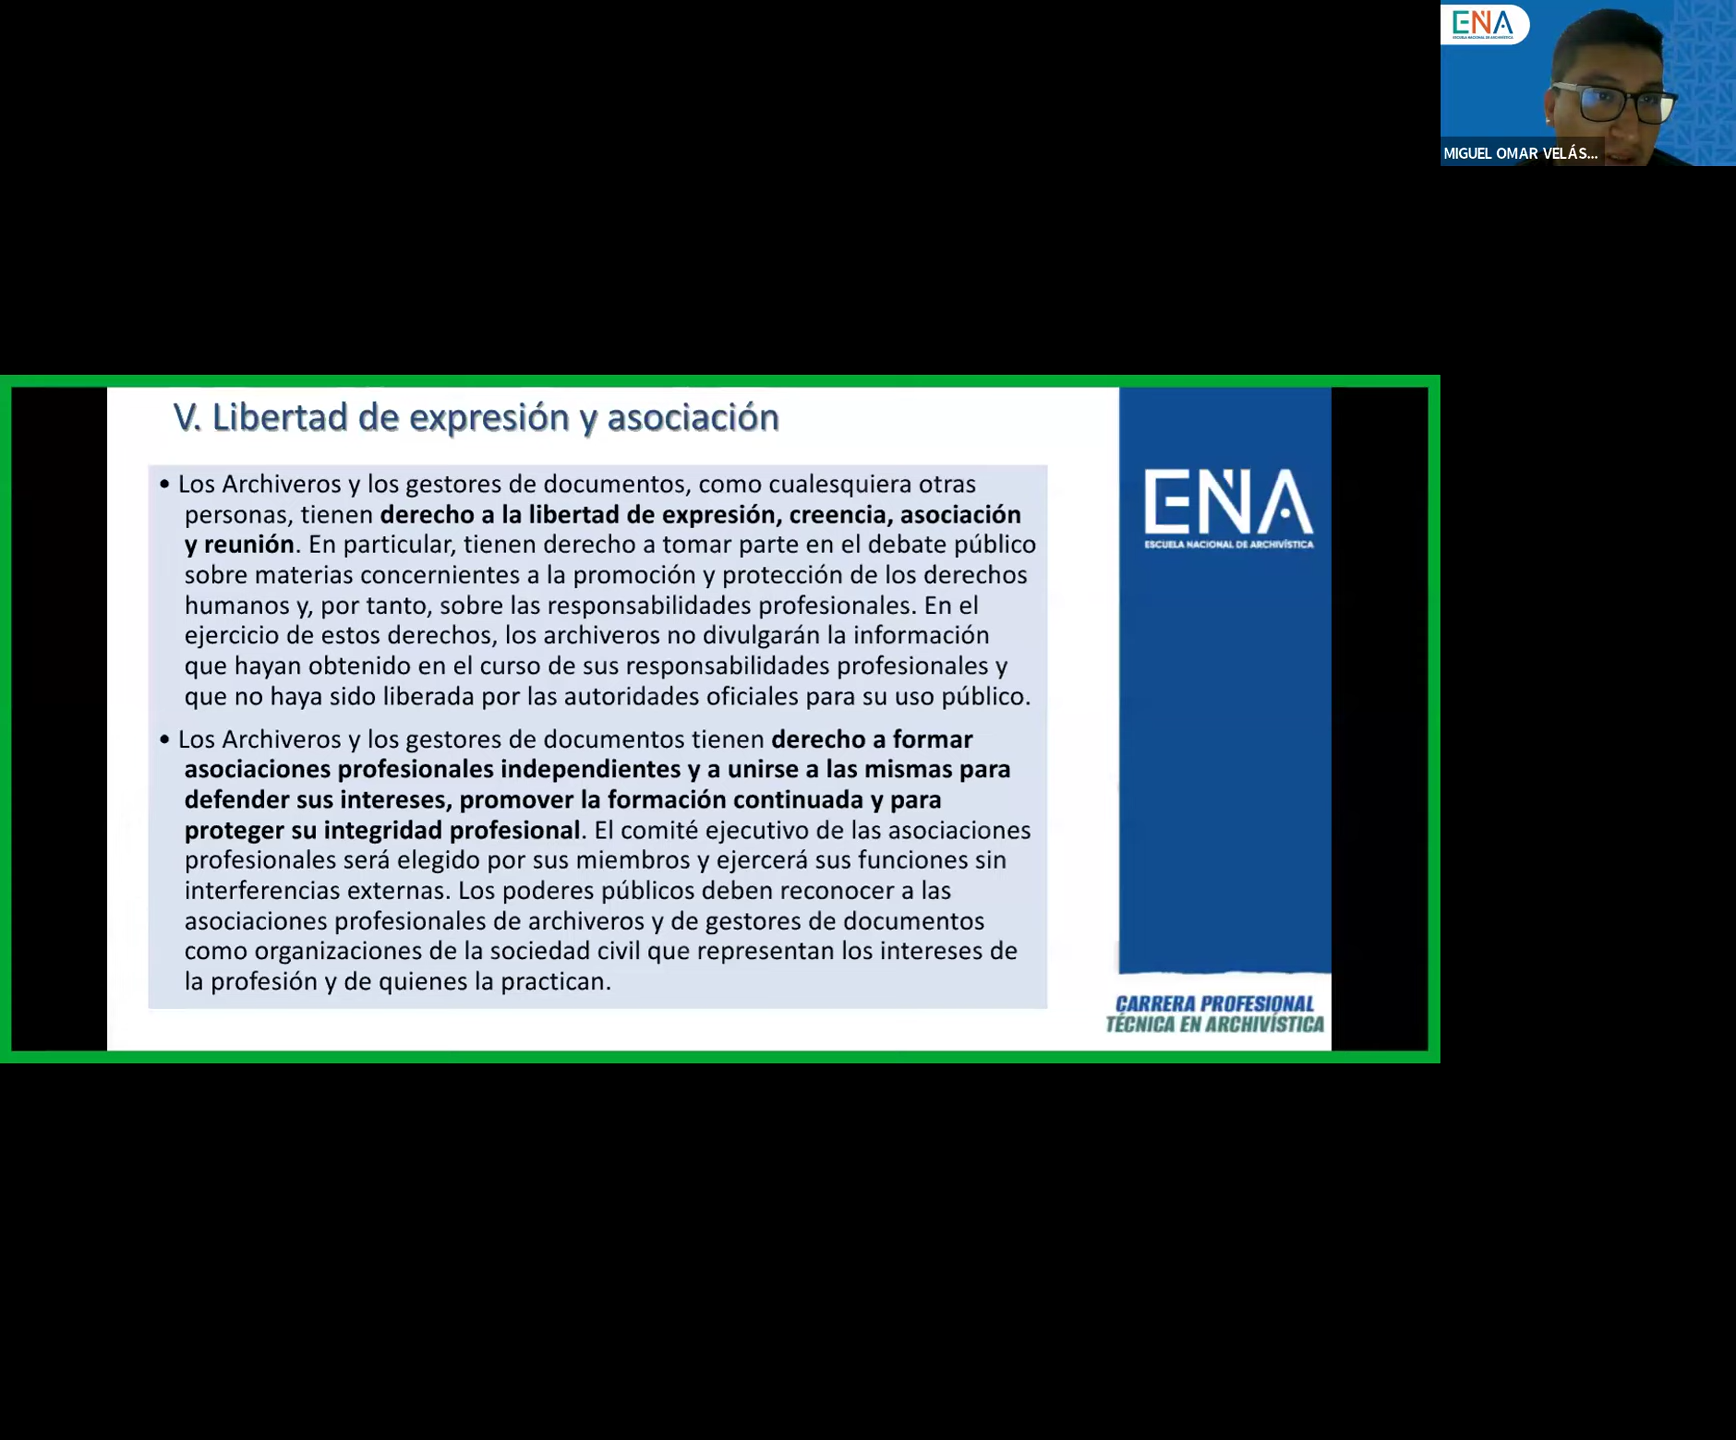 ENA
ESCUELA NACIONAL DE ARCHIVÍSTICA
MIGUEL OMAR VELÁS...
V. Libertad de expresión y asociación
• Los Archiveros y los gestores de documentos, como cualesquiera otras
personas, tienen derecho a la libertad de expresión, creencia, asociación
y reunión. En particular, tienen derecho a tomar parte en el debate público
sobre materias concernientes a la promoción y protección de los derechos
humanos y, por tanto, sobre las responsabilidades profesionales. En el
ejercicio de estos derechos, los archiveros no divulgarán la información
que hayan obtenido en el curso de sus responsabilidades profesionales y
que no haya sido liberada por las autoridades oficiales para su uso público.
• Los Archiveros y los gestores de documentos tienen derecho a formar
asociaciones profesionales independientes y a unirse a las mismas para
defender sus intereses, promover la formación continuada y para
proteger su integridad profesional. El comité ejecutivo de las asociaciones
profesionales será elegido por sus miembros y ejercerá sus funciones sin
interferencias externas. Los poderes públicos deben reconocer a las
asociaciones profesionales de archiveros y de gestores de documentos
como organizaciones de la sociedad civil que representan los intereses de
la profesión y de quienes la practican.
ENA
ESCUELA NACIONAL DE ARCHIVÍSTICA
CARRERA PROFESIONAL
TÉCNICA EN ARCHIVÍSTICA